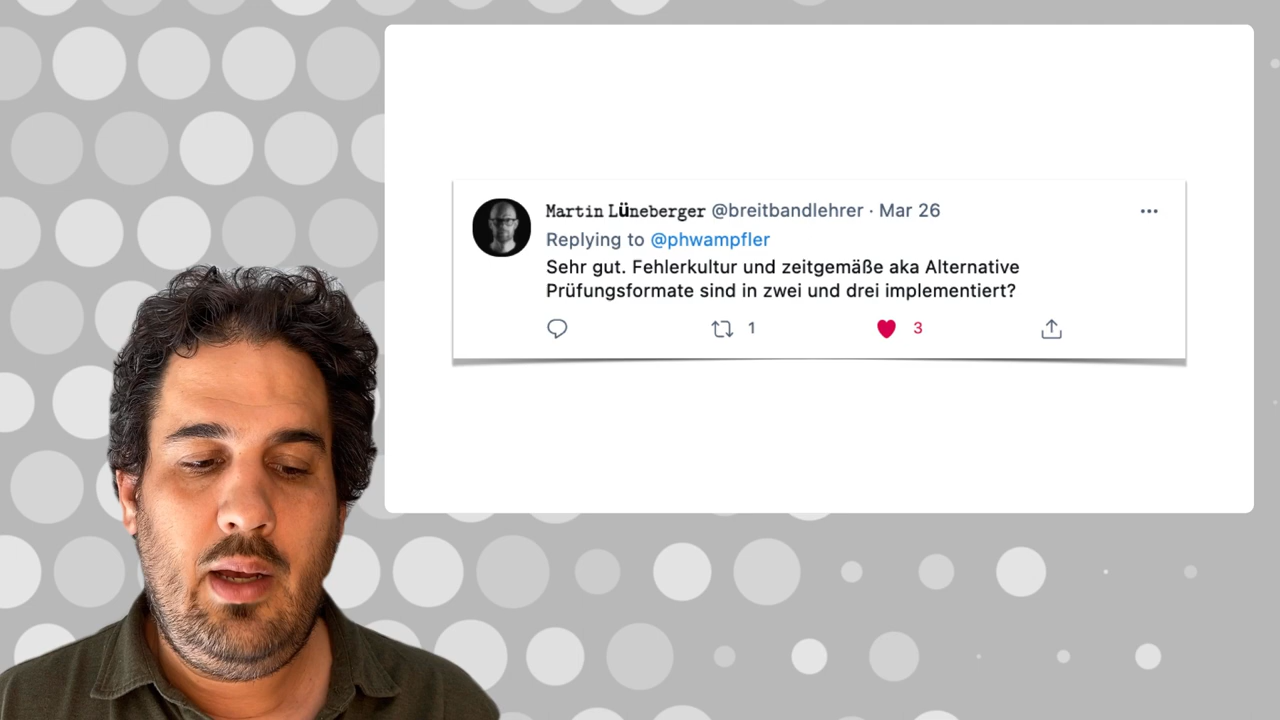 Martin Lüneberger @breitbandlehrer · Mar 26
Replying to @phwampfler
Sehr gut. Fehlerkultur und zeitgemäße aka Alternative
Prüfungsformate sind in zwei und drei implementiert?
1 3